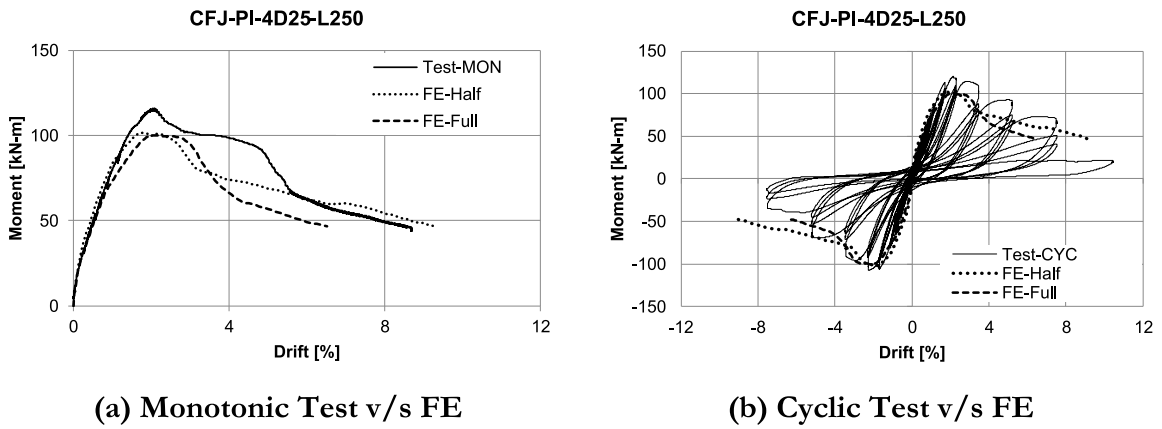 CFJ-PI-4D25-L250
150
100
50
0
Moment [kN-m]
Test-MON
FE-Half
FE-Full
0
4
8
12
Drift [%]
(a) Monotonic Test v/s FE
CFJ-PI-4D25-L250
150
100
50
0
-50
-100
-150
Moment [kN-m]
Test-CYC
FE-Half
FE-Full
-12
-8
-4
0
4
8
12
Drift [%]
(b) Cyclic Test v/s FE